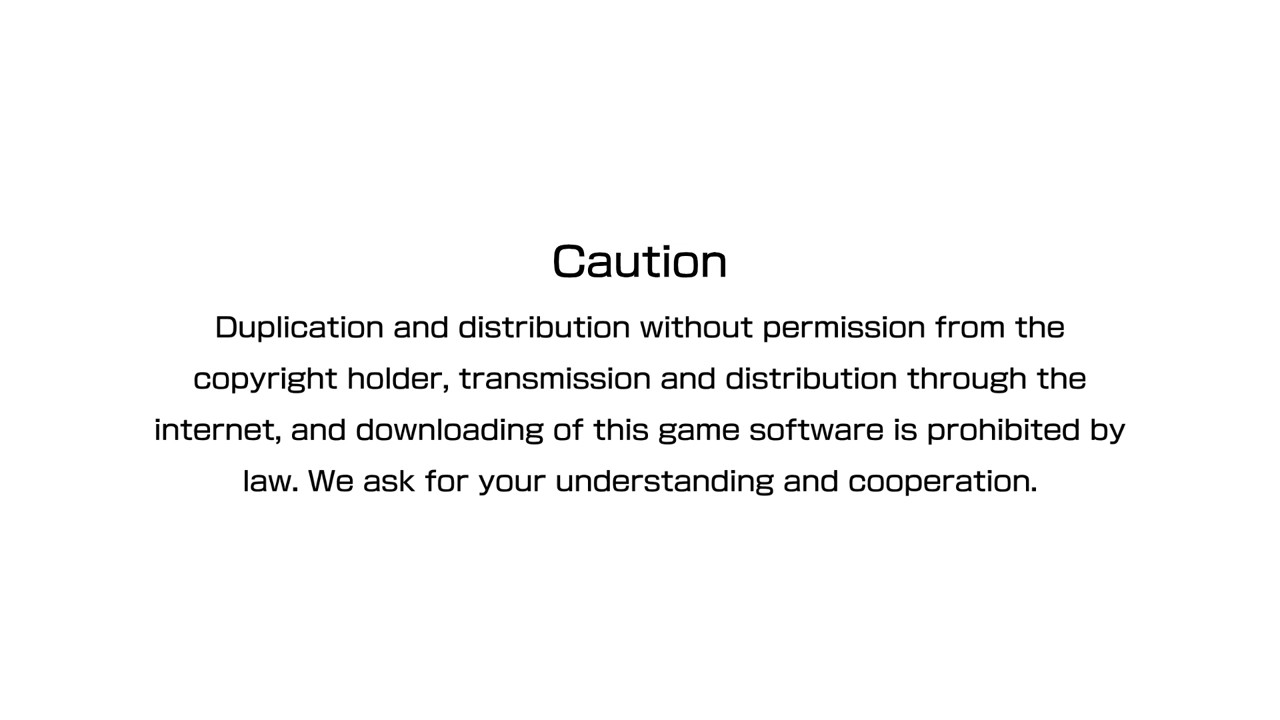 Caution
Duplication and distribution without permission from the
copyright holder, transmission and distribution through the
internet, and downloading of this game software is prohibited by
law. We ask for your understanding and cooperation.